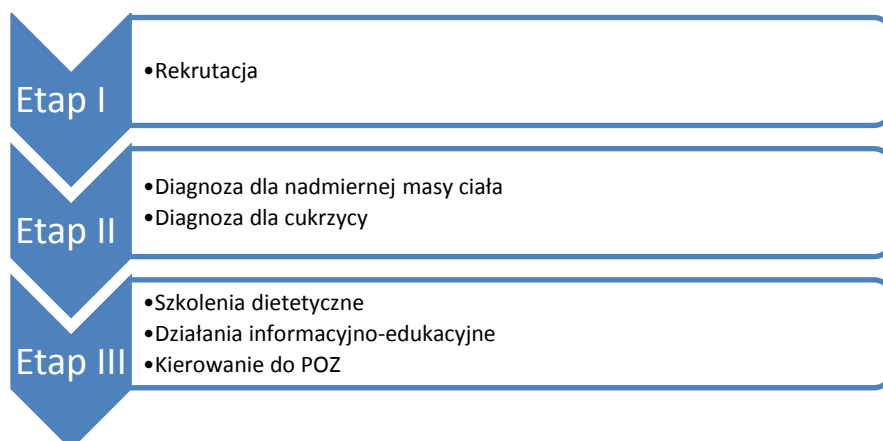 Etap I
•Rekrutacja
Etap II
•Diagnoza dla nadmiernej masy ciała
•Diagnoza dla cukrzycy
Etap III
•Szkolenia dietetyczne
•Działania informacyjno-edukacyjne
•Kierowanie do POZ